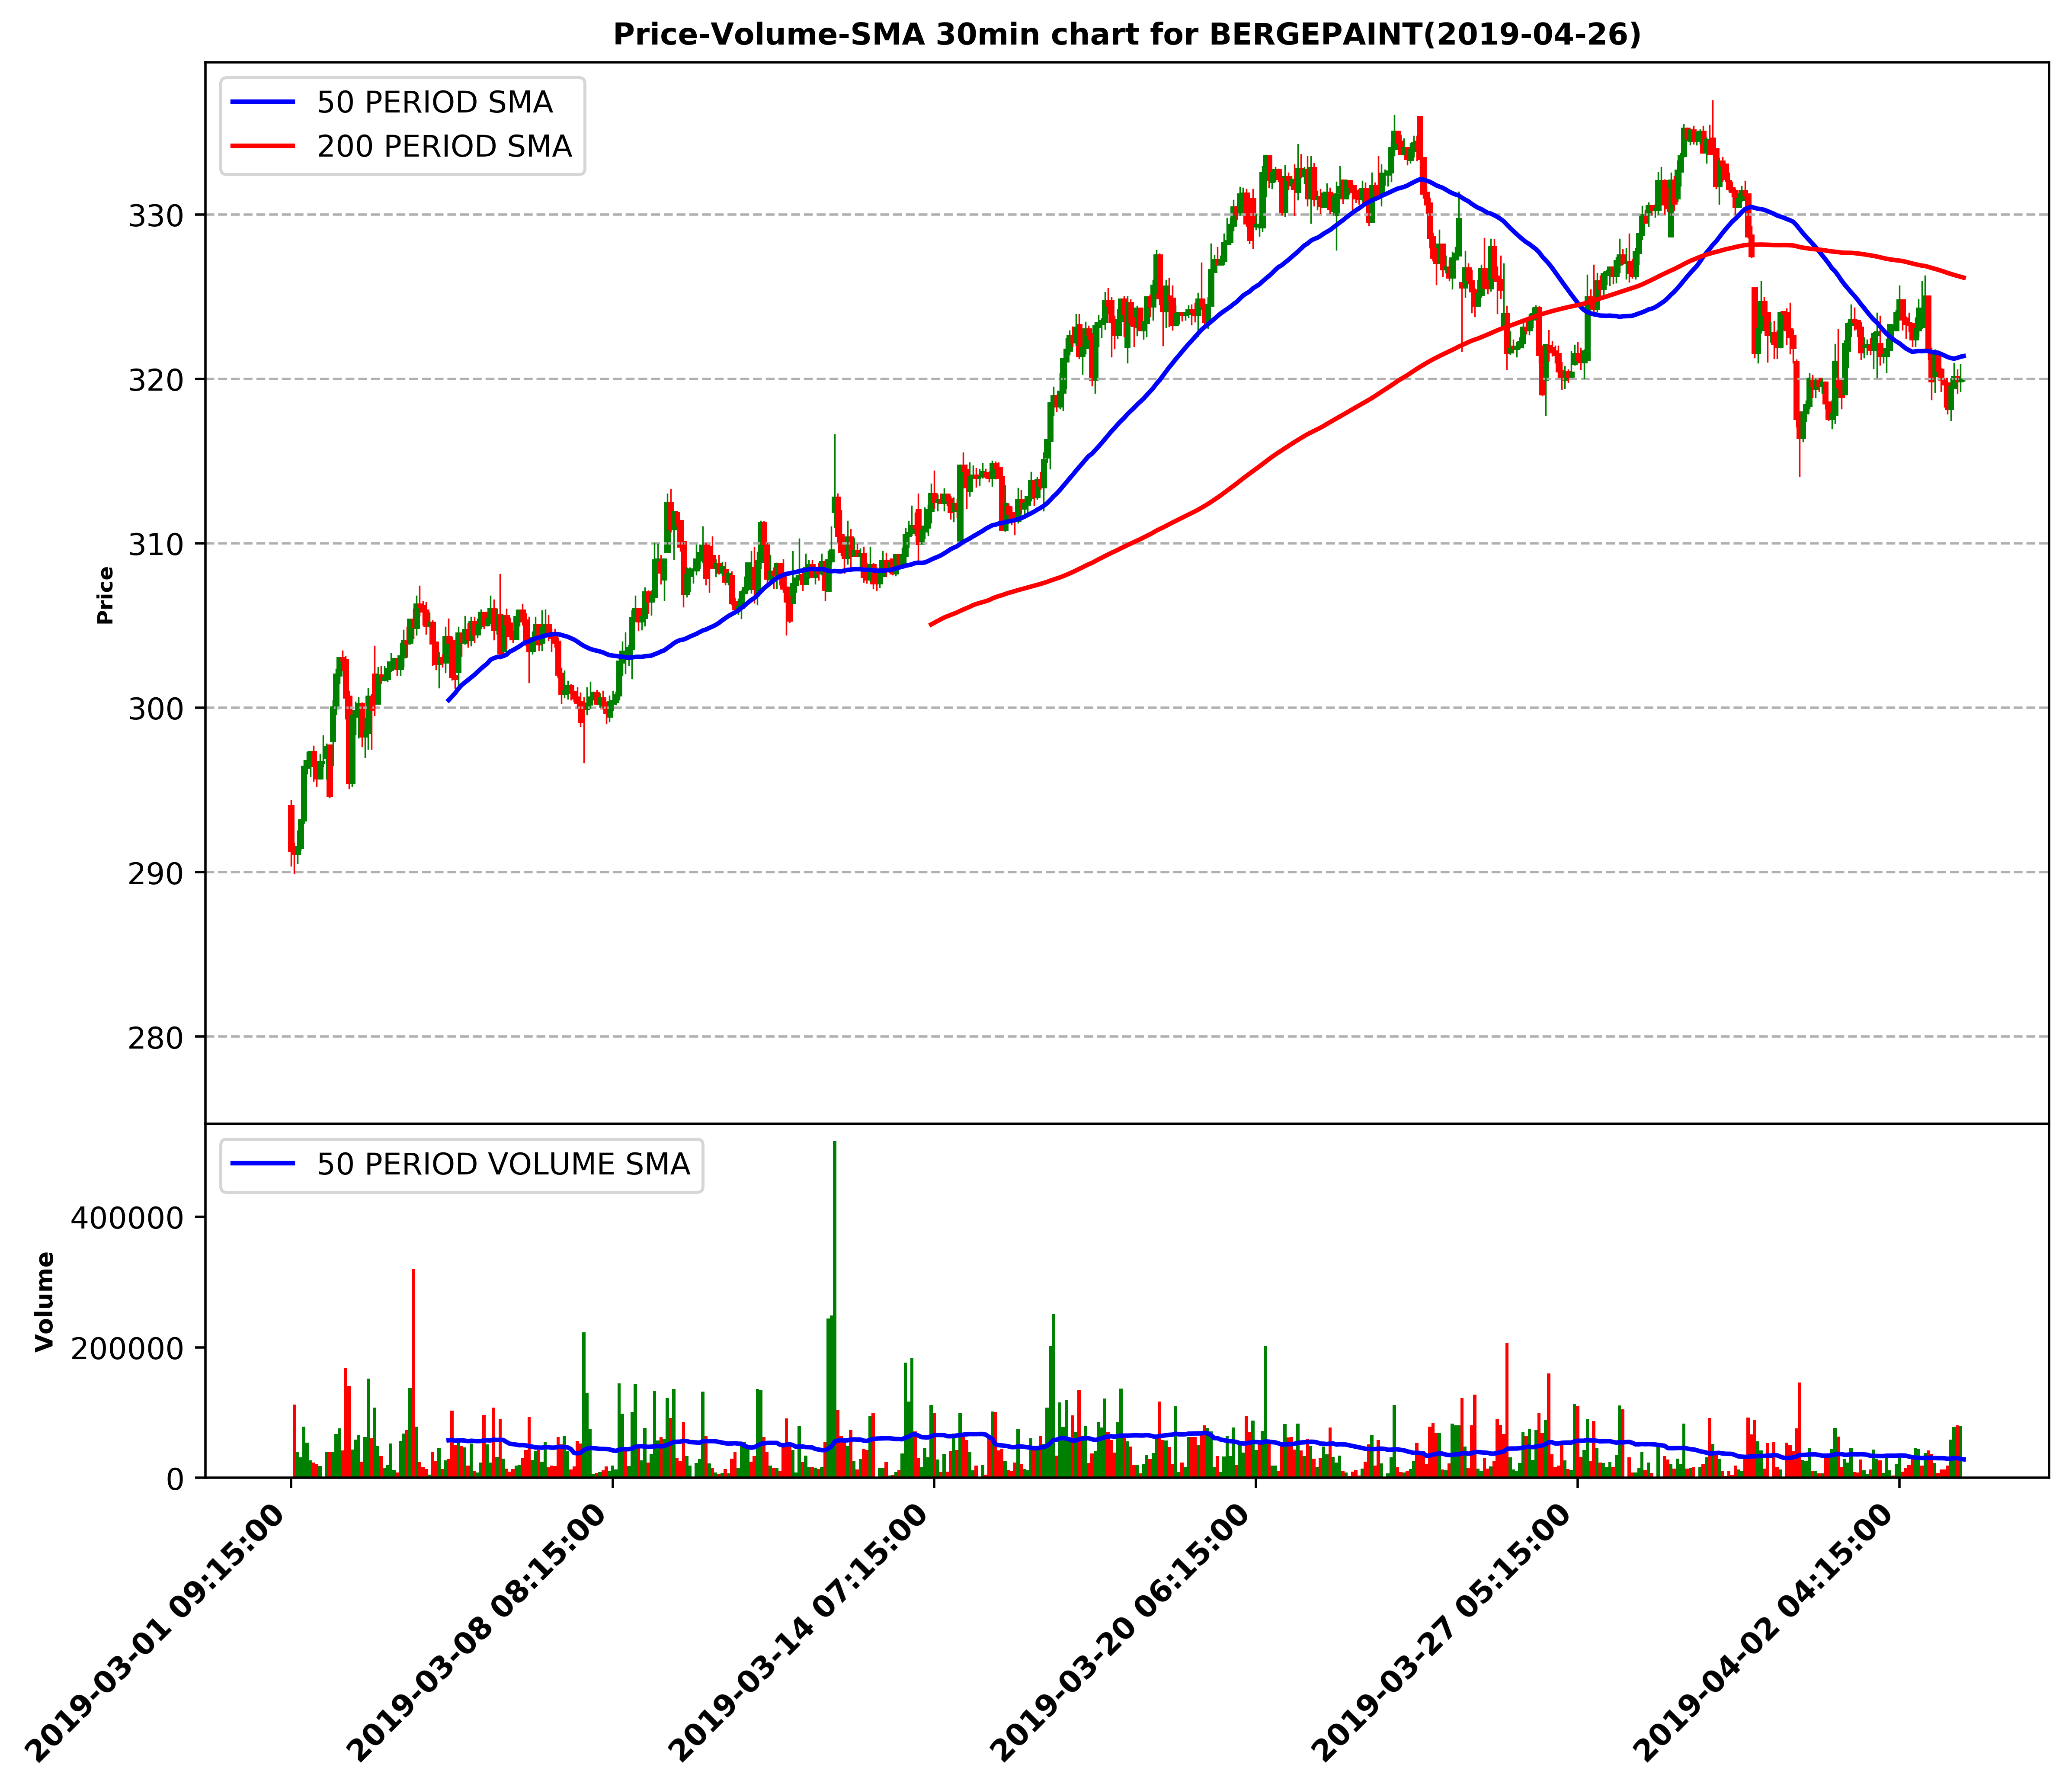 Price-Volume-SMA 30min chart for BERGEPAINT(2019-04-26)
50 PERIOD SMA
200 PERIOD SMA
330
320
310
300
290
280
Price
50 PERIOD VOLUME SMA
400000
200000
0
Volume
2019-03-01 09:15:00
2019-03-08 08:15:00
2019-03-14 07:15:00
2019-03-20 06:15:00
2019-03-27 05:15:00
2019-04-02 04:15:00